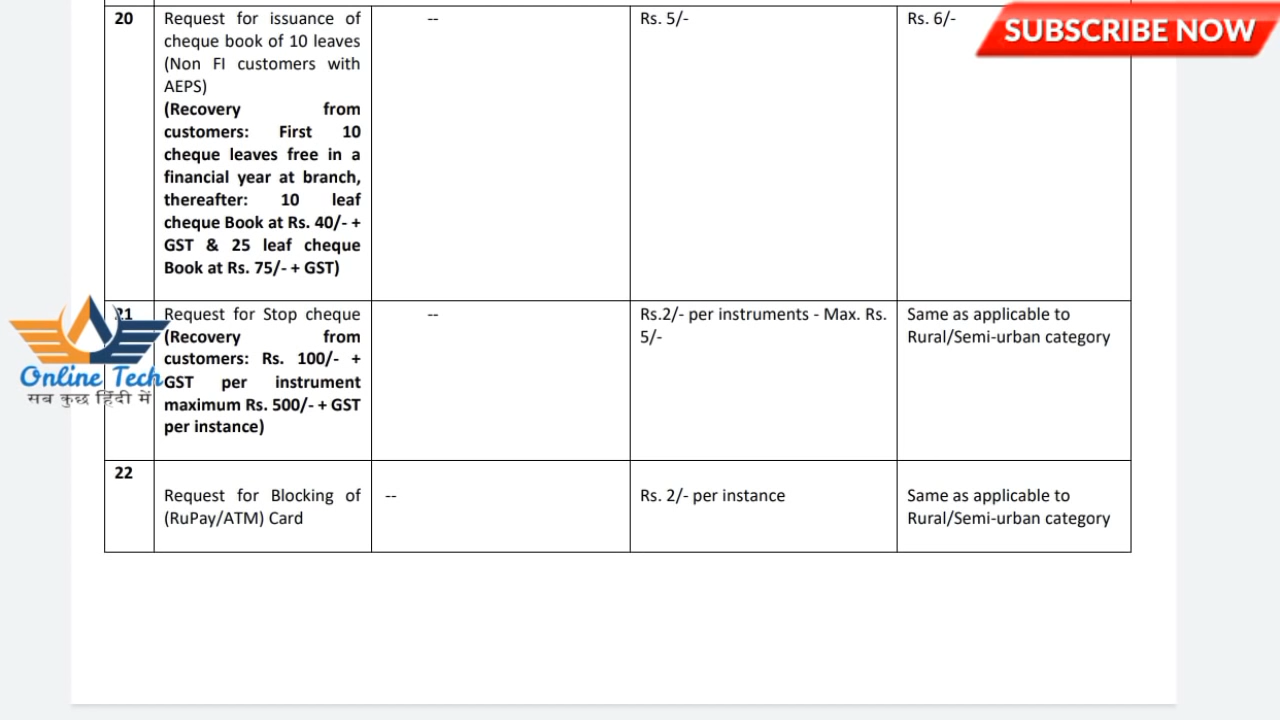 20
Request for issuance of
cheque book of 10 leaves
(Non FI customers with
AEPS)
(Recovery from
customers: First 10
cheque leaves free in a
financial year at branch,
thereafter: 10 leaf
cheque Book at Rs. 40/- +
GST & 25 leaf cheque
Book at Rs. 75/- + GST)
--
Rs. 5/-
Rs. 6/-
SUBSCRIBE NOW
21
Request for Stop cheque
(Recovery from
customers: Rs. 100/- +
GST per instrument
maximum Rs. 500/- + GST
per instance)
--
Rs.2/- per instruments - Max. Rs.
5/-
Same as applicable to
Rural/Semi-urban category
Online Tech
सब कुछ हिंदी में
22
Request for Blocking of
(RuPay/ATM) Card
--
Rs. 2/- per instance
Same as applicable to
Rural/Semi-urban category